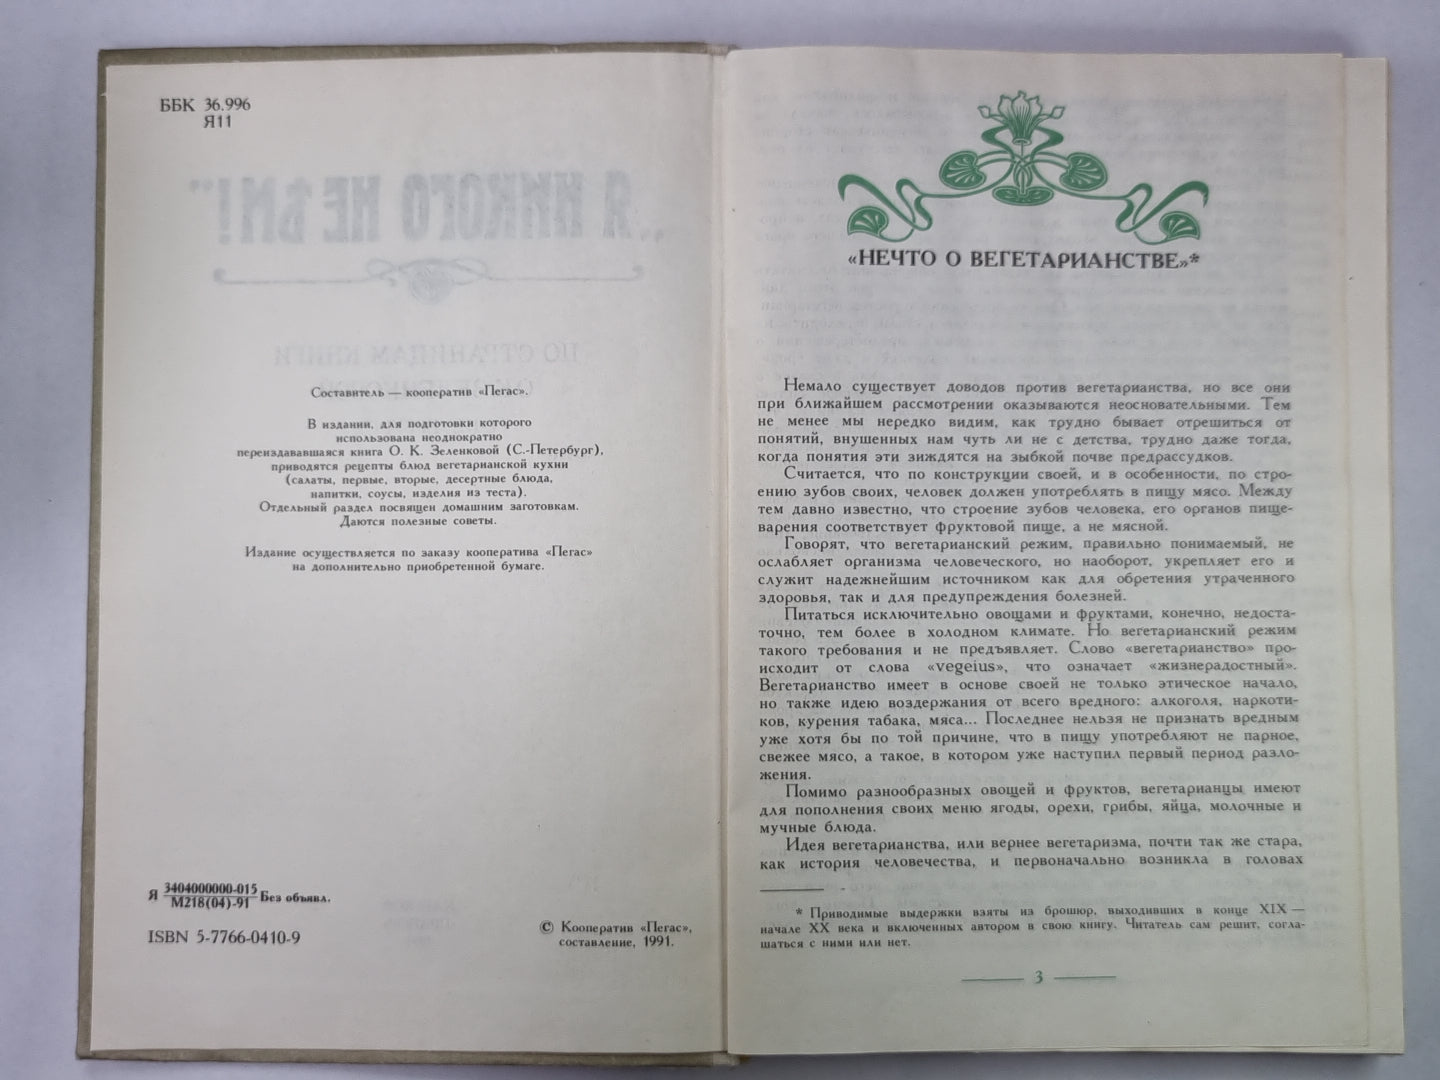 ББК 36.996
Я11
„Я НИКОГО НЕ ѢМ!"
ПО СТРАНИЦАМ КНИГИ
Составитель — кооператив «Пегас».
В издании, для подготовки которого
использована неоднократно
переиздававшаяся книга О. К. Зеленковой (С.-Петербург),
приводятся рецепты блюд вегетарианской кухни
(салаты, первые, вторые, десертные блюда,
напитки, соусы, изделия из теста).
Отдельный раздел посвящен домашним заготовкам.
Даются полезные советы.
Издание осуществляется по заказу кооператива «Пегас»
на дополнительно приобретенной бумаге.
Я 3404000000-015
М218(04)-91 Без объявл.
ISBN 5-7766-0410-9
© Кооператив «Пегас»,
составление, 1991.
«НЕЧТО О ВЕГЕТАРИАНСТВЕ»*
Немало существует доводов против вегетарианства, но все они
при ближайшем рассмотрении оказываются неосновательными. Тем
не менее мы нередко видим, как трудно бывает отрешиться от
понятий, внушенных нам чуть ли не с детства, трудно даже тогда,
когда понятия эти зиждятся на зыбкой почве предрассудков.
Считается, что по конструкции своей, и в особенности, по стро-
ению зубов своих, человек должен употреблять в пищу мясо. Между
тем давно известно, что строение зубов человека, его органов пище-
варения соответствует фруктовой пище, а не мясной.
Говорят, что вегетарианский режим, правильно понимаемый, не
ослабляет организма человеческого, но наоборот, укрепляет его и
служит надежнейшим источником как для обретения утраченного
здоровья, так и для предупреждения болезней.
Питаться исключительно овощами и фруктами, конечно, недоста-
точно, тем более в холодном климате. Но вегетарианский режим
такого требования и не предъявляет. Слово «вегетарианство» про-
исходит от слова «vegeius», что означает «жизнерадостный».
Вегетарианство имеет в основе своей не только этическое начало,
но также идею воздержания от всего вредного: алкоголя, наркоти-
ков, курения табака, мяса... Последнее нельзя не признать вредным
уже хотя бы по той причине, что в пищу употребляют не парное,
свежее мясо, а такое, в котором уже наступил первый период разло-
жения.
Помимо разнообразных овощей и фруктов, вегетарианцы имеют
для пополнения своих меню ягоды, орехи, грибы, яйца, молочные и
мучные блюда.
Идея вегетарианства, или вернее вегетаризма, почти так же стара,
как история человечества, и первоначально возникла в головах
* Приводимые выдержки взяты из брошюр, выходивших в конце XIX —
начале XX века и включенных автором в свою книгу. Читатель сам решит, согла-
шаться с ними или нет.
3